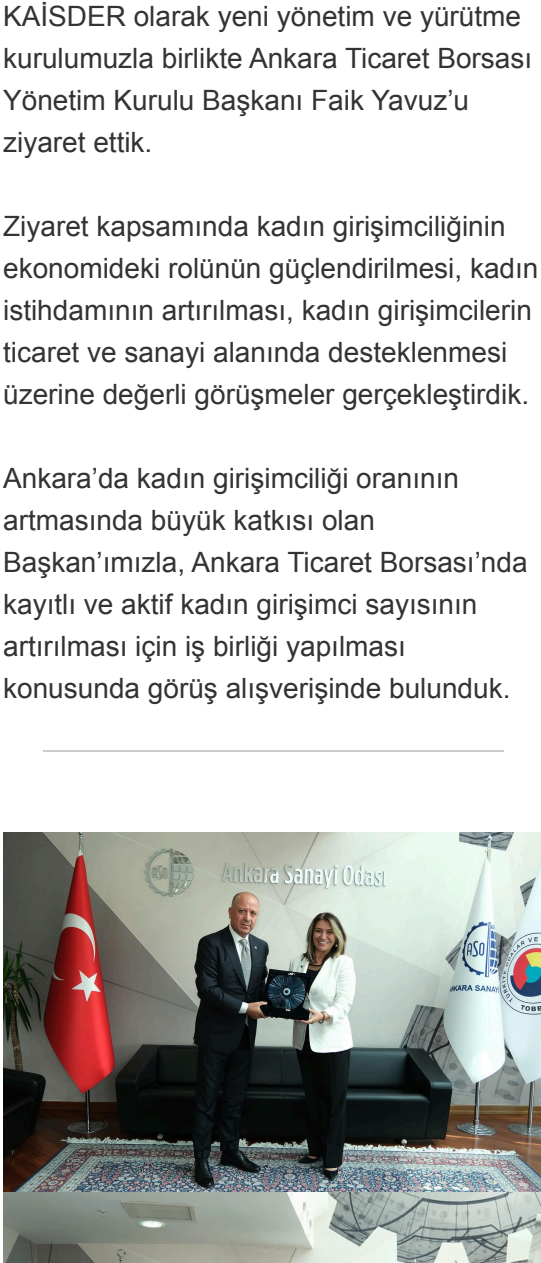 KAİSDER olarak yeni yönetim ve yürütme
kurulumuzla birlikte Ankara Ticaret Borsası
Yönetim Kurulu Başkanı Faik Yavuz’u
ziyaret ettik.
Ziyaret kapsamında kadın girişimciliğinin
ekonomideki rolünün güçlendirilmesi, kadın
istihdamının artırılması, kadın girişimcilerin
ticaret ve sanayi alanında desteklenmesi
üzerine değerli görüşmeler gerçekleştirdik.
Ankara’da kadın girişimciliği oranının
artmasında büyük katkısı olan
Başkan’ımızla, Ankara Ticaret Borsası’nda
kayıtlı ve aktif kadın girişimci sayısının
artırılması için iş birliği yapılması
konusunda görüş alışverişinde bulunduk.
ASO
Ankara Sanayi Odası
ASO
NKARA SANAY
TOBB